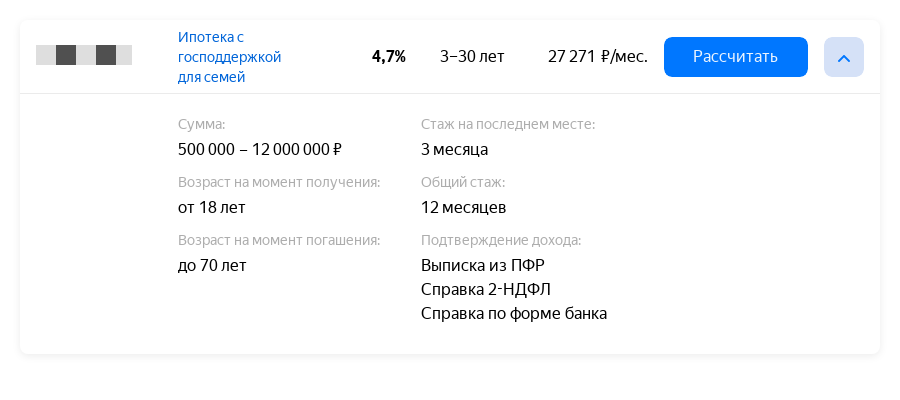 Ипотека с
господдержкой
для семей
4,7%
3–30 лет
27 271 ₽/мес.
Рассчитать
Сумма:
500 000 – 12 000 000 ₽
Возраст на момент получения:
от 18 лет
Возраст на момент погашения:
до 70 лет
Стаж на последнем месте:
3 месяца
Общий стаж:
12 месяцев
Подтверждение дохода:
Выписка из ПФР
Справка 2-НДФЛ
Справка по форме банка